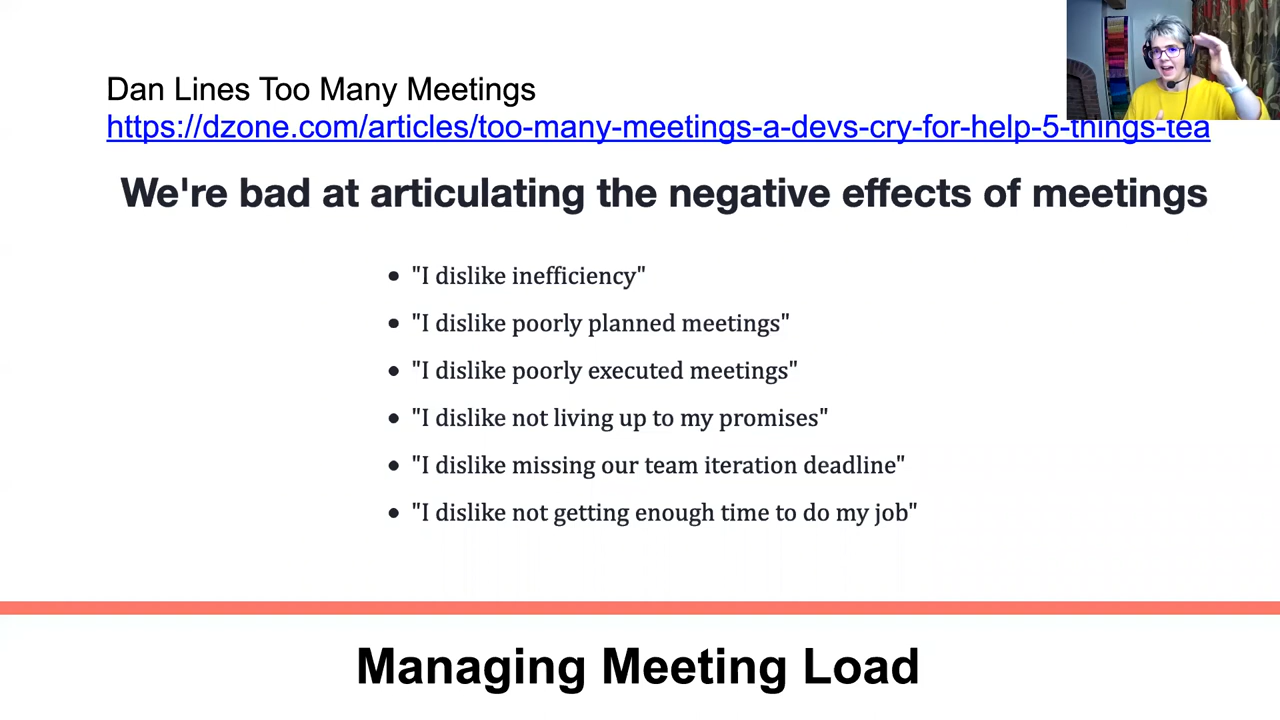 Dan Lines Too Many Meetings
https://dzone.com/articles/too-many-meetings-a-devs-cry-for-help-5-things-tea
We're bad at articulating the negative effects of meetings
• "I dislike inefficiency"
• "I dislike poorly planned meetings"
• "I dislike poorly executed meetings"
• "I dislike not living up to my promises"
• "I dislike missing our team iteration deadline"
• "I dislike not getting enough time to do my job"
Managing Meeting Load